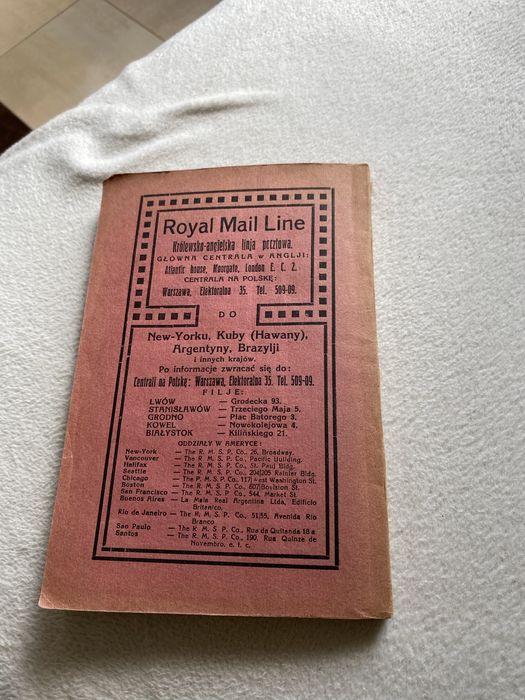 Royal Mail Line
Królewsko-angielska linja pocztowa.
GŁÓWNA CENTRALA w ANGLJI:
Atlantic house, Moorgate, London E. C. 2.
CENTRALA NA POLSKĘ:
Warszawa, Elektoralna 35. Tel. 509-09.
DO
New-Yorku, Kuby (Hawany),
Argentyny, Brazylji
i innych krajów.
Po informacje zwracać się do:
Centrali na Polskę: Warszawa, Elektoralna 35. Tel. 509-09.
FILJE:
LWÓW — Grodecka 93.
STANISŁAWÓW — Trzeciego Maja 5.
GRODNO — Plac Batorego 3.
KOWEL — Nowokolejowa 4.
BIAŁYSTOK — Kilińskiego 21.
ODDZIAŁY W AMERYCE:
New-York — The R. M. S. P. Co., 26, Broadway.
Vancouver — The R. M. S. P. Co., Pacific Building.
Halifax — The R. M. S. P. Co., St. Paul Bldg.
Seattle — The R. M. S. P. Co., 204|205 Rainier Bldg.
Chicago — The R. M. S. P. Co., 117| west Washington St.
Boston — The R. M. S. P. Co., 607|Boylston St.
San Francisco — The R. M. S. P. Co., 544, Market St.
Buenos Aires — La Mala Real Argentina Ltda, Edificio
Britanico.
Rio de Janeiro — The R. M. S. P. Co., 51|55, Avenida Rio
Branco
Sao Paulo — The R. M. S. P. Co., Rua da Quitanda 18 a
Santos — The R. M. S. P. Co., 190, Rua Quinze de
Novembro, e. t. c.